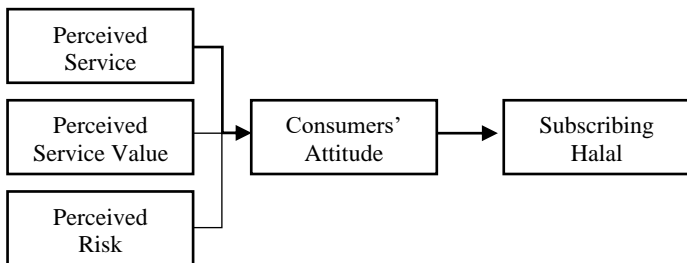 Perceived
Service
Perceived
Service Value
Perceived
Risk
Consumers’
Attitude
Subscribing
Halal